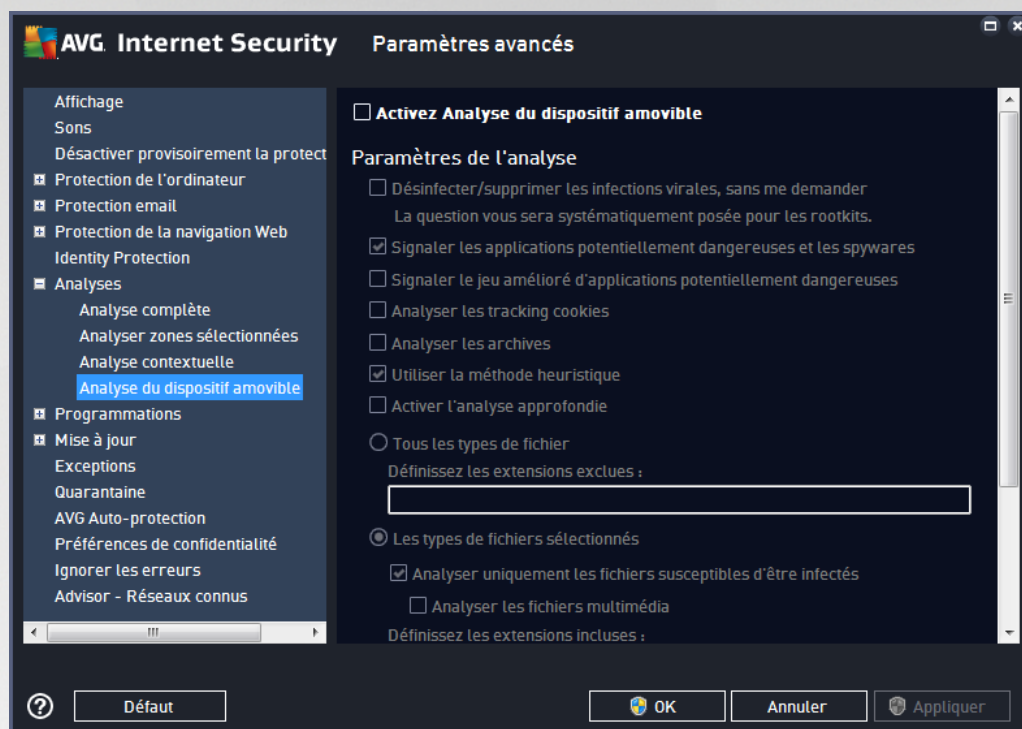 AVG. Internet Security
Paramètres avancés
Affichage
Sons
Désactiver provisoirement la protect
Protection de l'ordinateur
Protection email
Protection de la navigation Web
Identity Protection
Analyses
Analyse complète
Analyser zones sélectionnées
Analyse contextuelle
Analyse du dispositif amovible
Programmations
Mise à jour
Exceptions
Quarantaine
AVG Auto-protection
Préférences de confidentialité
Ignorer les erreurs
Advisor - Réseaux connus
Activez Analyse du dispositif amovible
Paramètres de l'analyse
Désinfecter/supprimer les infections virales, sans me demander
La question vous sera systématiquement posée pour les rootkits.
Signaler les applications potentiellement dangereuses et les spywares
Signaler le jeu amélioré d'applications potentiellement dangereuses
Analyser les tracking cookies
Analyser les archives
Utiliser la méthode heuristique
Activer l'analyse approfondie
Tous les types de fichier
Définissez les extensions exclues :
Les types de fichiers sélectionnés
Analyser uniquement les fichiers susceptibles d'être infectés
Analyser les fichiers multimédia
Définissez les extensions incluses :
?
Défaut
OK
Annuler
Appliquer